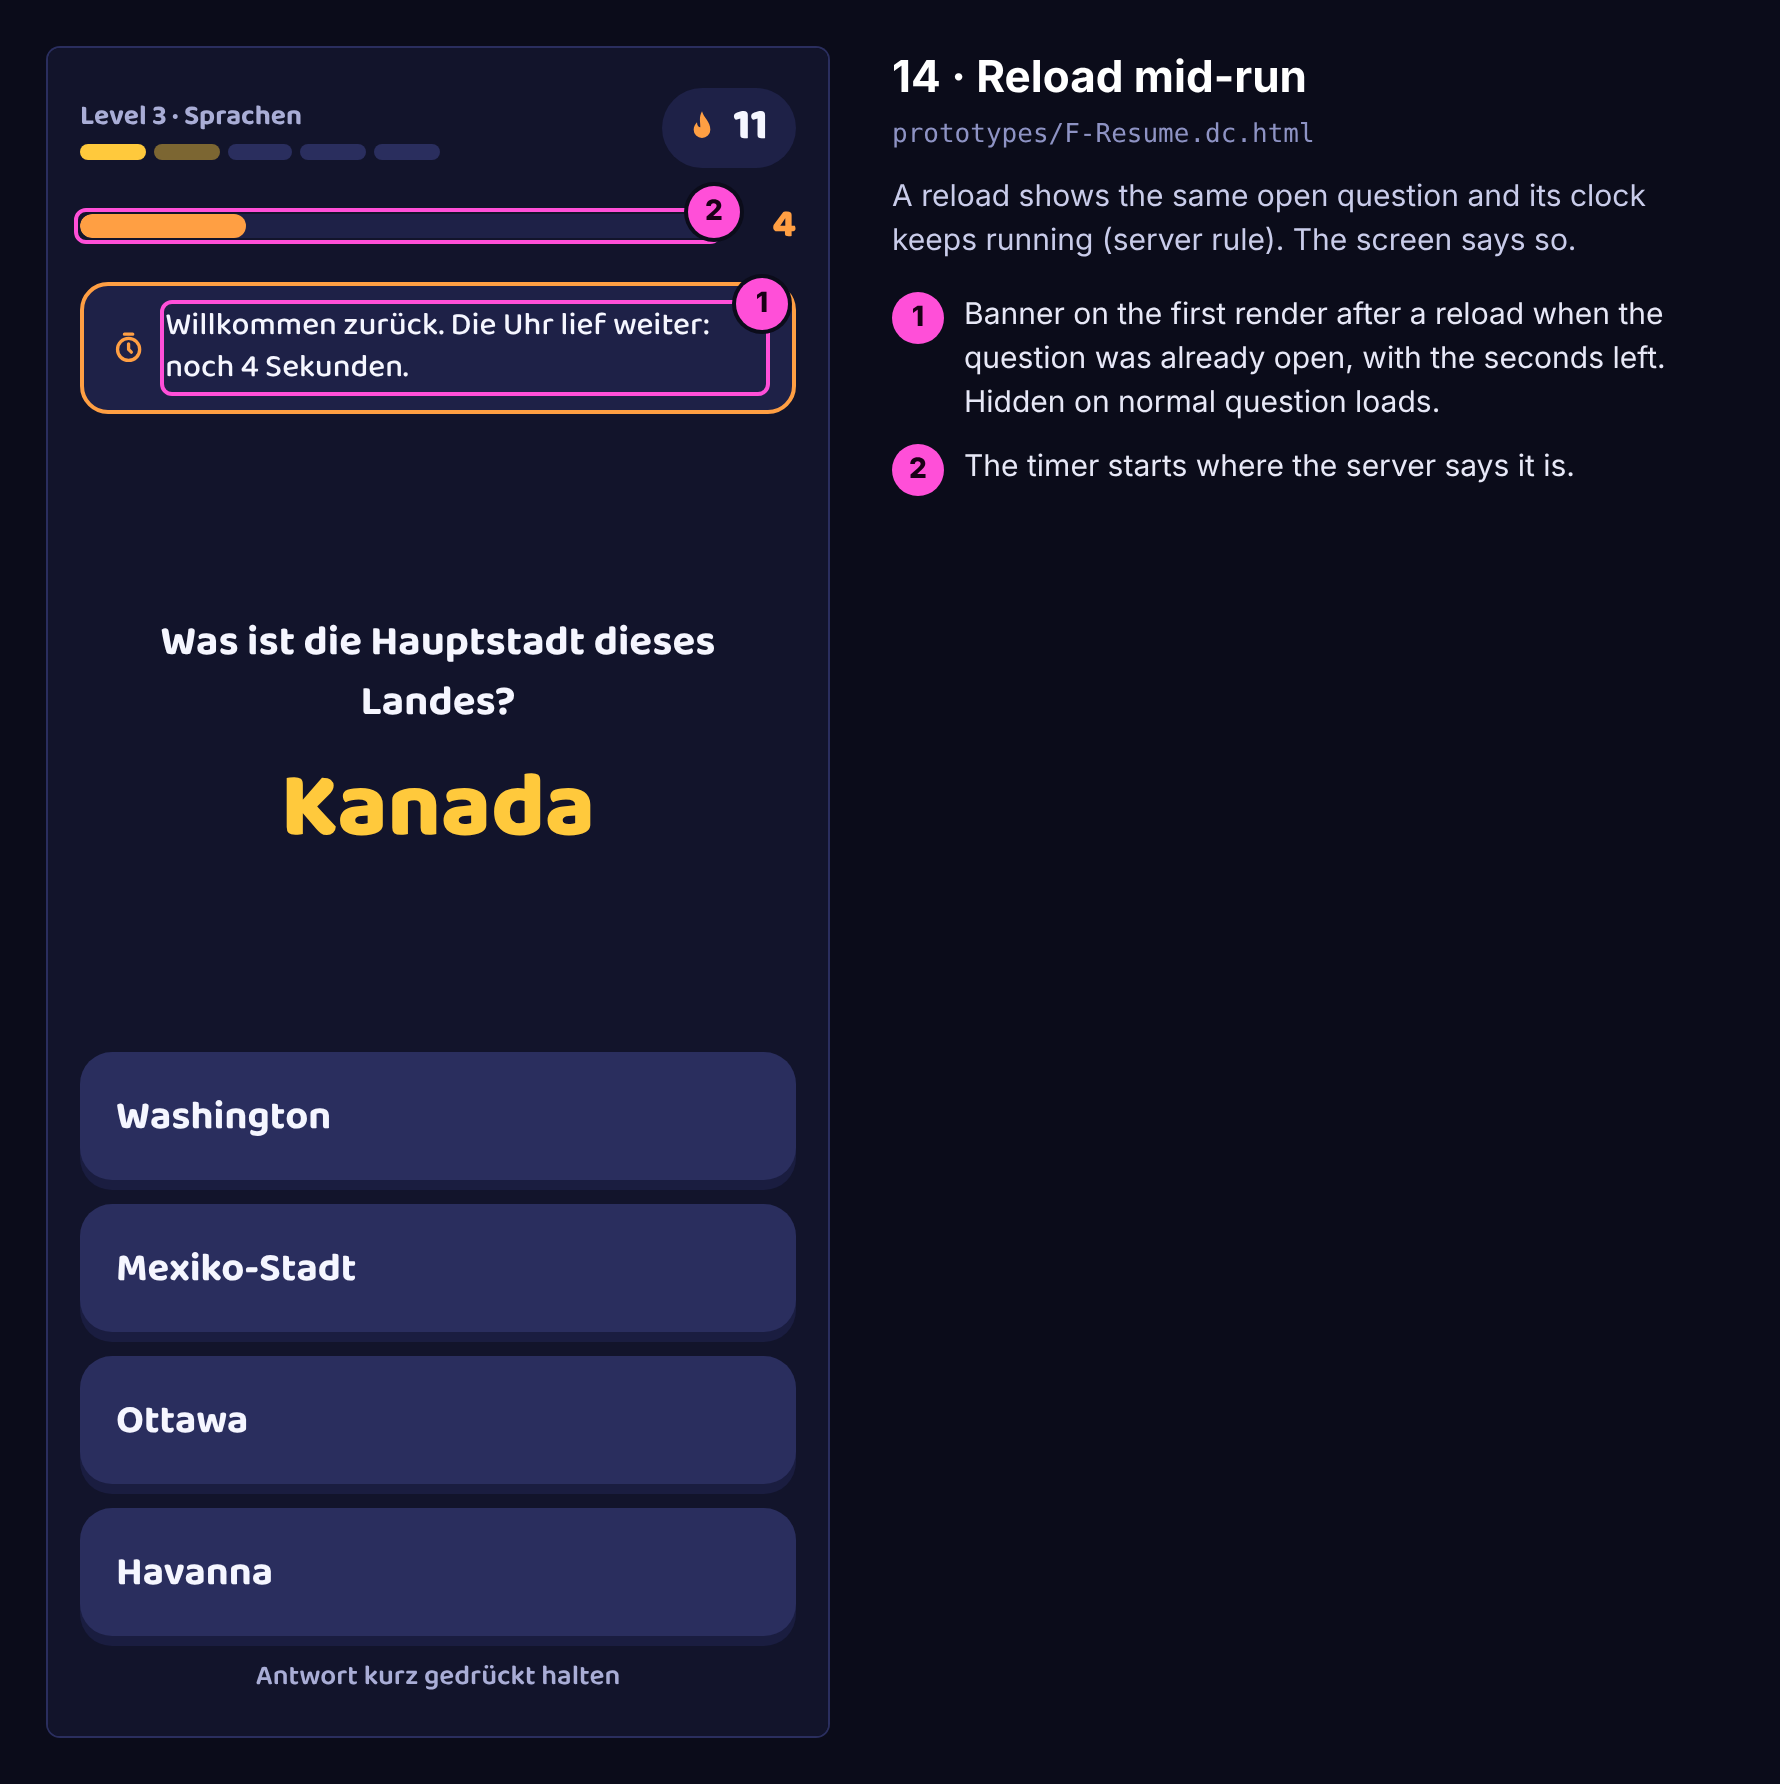 Level 3 · Sprachen
11
2
4
1
Willkommen zurück. Die Uhr lief weiter:
noch 4 Sekunden.
Was ist die Hauptstadt dieses
Landes?
Kanada
Washington
Mexiko-Stadt
Ottawa
Havanna
Antwort kurz gedrückt halten
14 · Reload mid-run
prototypes/F-Resume.dc.html
A reload shows the same open question and its clock
keeps running (server rule). The screen says so.
1 Banner on the first render after a reload when the
question was already open, with the seconds left.
Hidden on normal question loads.
2 The timer starts where the server says it is.